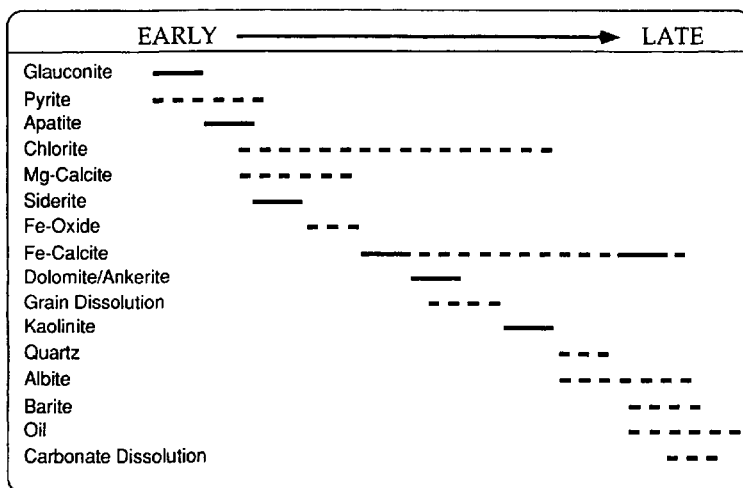 EARLY LATE
Glauconite
Pyrite
Apatite
Chlorite
Mg-Calcite
Siderite
Fe-Oxide
Fe-Calcite
Dolomite/Ankerite
Grain Dissolution
Kaolinite
Quartz
Albite
Barite
Oil
Carbonate Dissolution